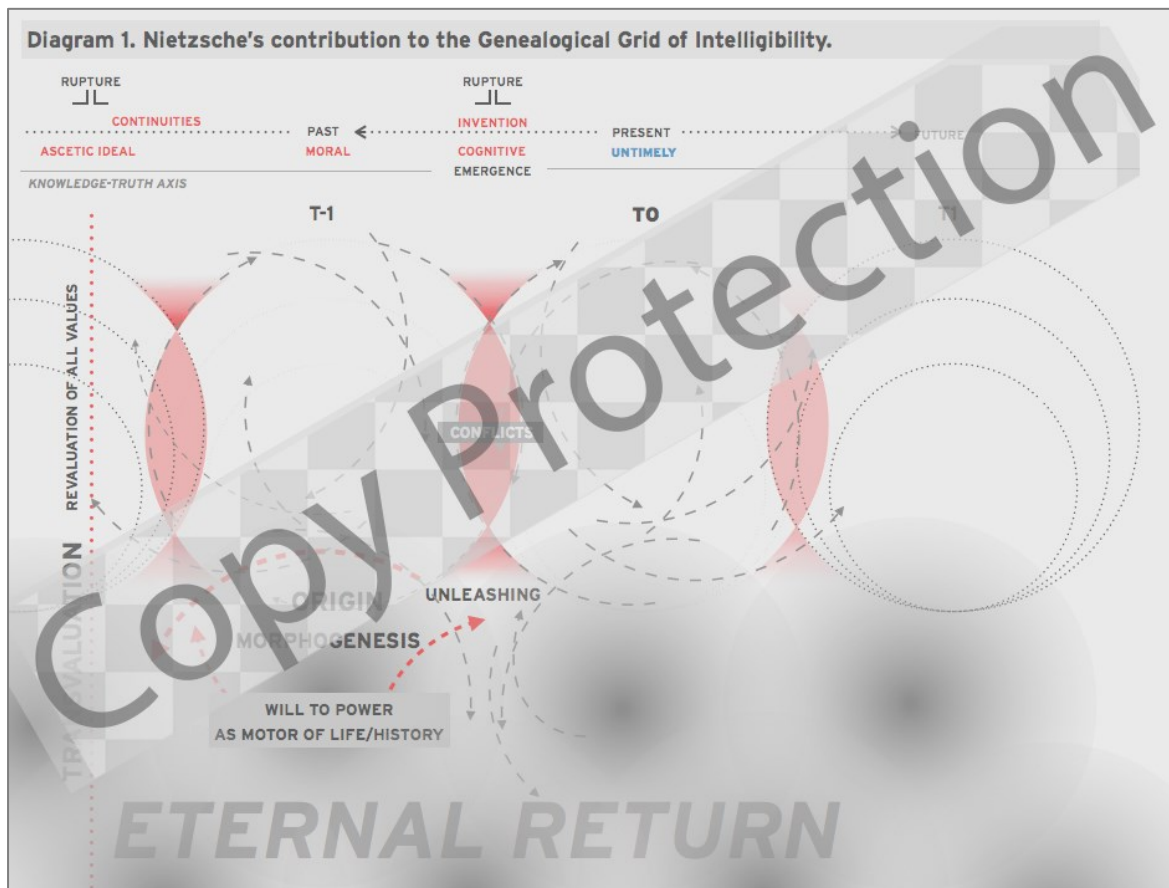 Diagram 1. Nietzsche's contribution to the Genealogical Grid of Intelligibility.
RUPTURE
RUPTURE
CONTINUITIES
INVENTION
PAST
PRESENT
FUTURE
ASCETIC IDEAL
MORAL
COGNITIVE
UNTIMELY
EMERGENCE
KNOWLEDGE-TRUTH AXIS
T-1
T0
T1
REVALUATION OF ALL VALUES
TRANSVALUATION
CONFLICTS
ORIGIN
UNLEASHING
MORPHOGENESIS
WILL TO POWER
AS MOTOR OF LIFE/HISTORY
ETERNAL RETURN
Copy Protection